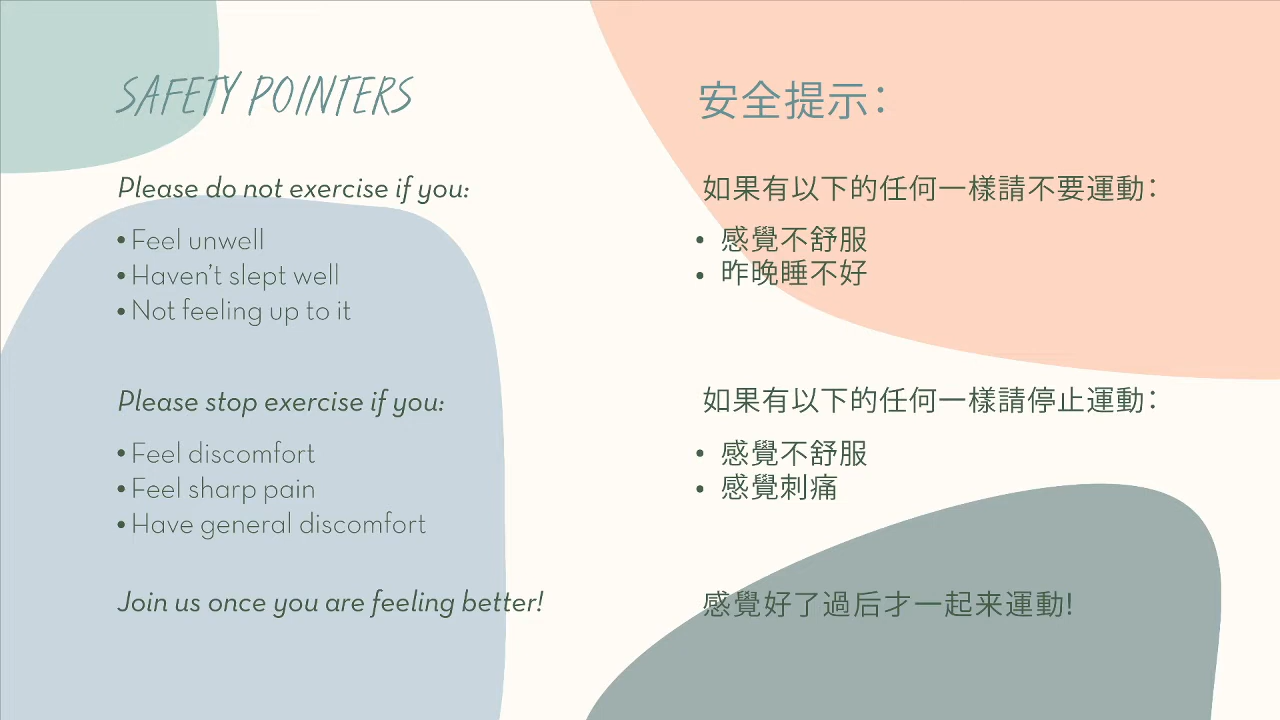 SAFETY POINTERS
Please do not exercise if you:
• Feel unwell
• Haven't slept well
• Not feeling up to it
Please stop exercise if you:
• Feel discomfort
• Feel sharp pain
• Have general discomfort
Join us once you are feeling better!
安全提示：
如果有以下的任何一樣請不要運動：
• 感覺不舒服
• 昨晚睡不好
如果有以下的任何一樣請停止運動：
• 感覺不舒服
• 感覺刺痛
感覺好了過后才一起来運動!